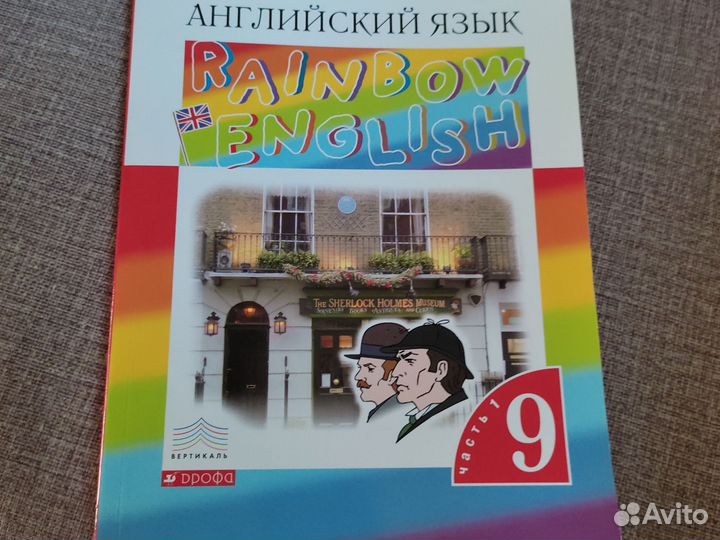 АНГЛИЙСКИЙ ЯЗЫК
RAINBOW
ENGLISH
THE SHERLOCK HOLMES MUSEUM
ВЕРТИКАЛЬ
дрофа
часть 1
9
Avito